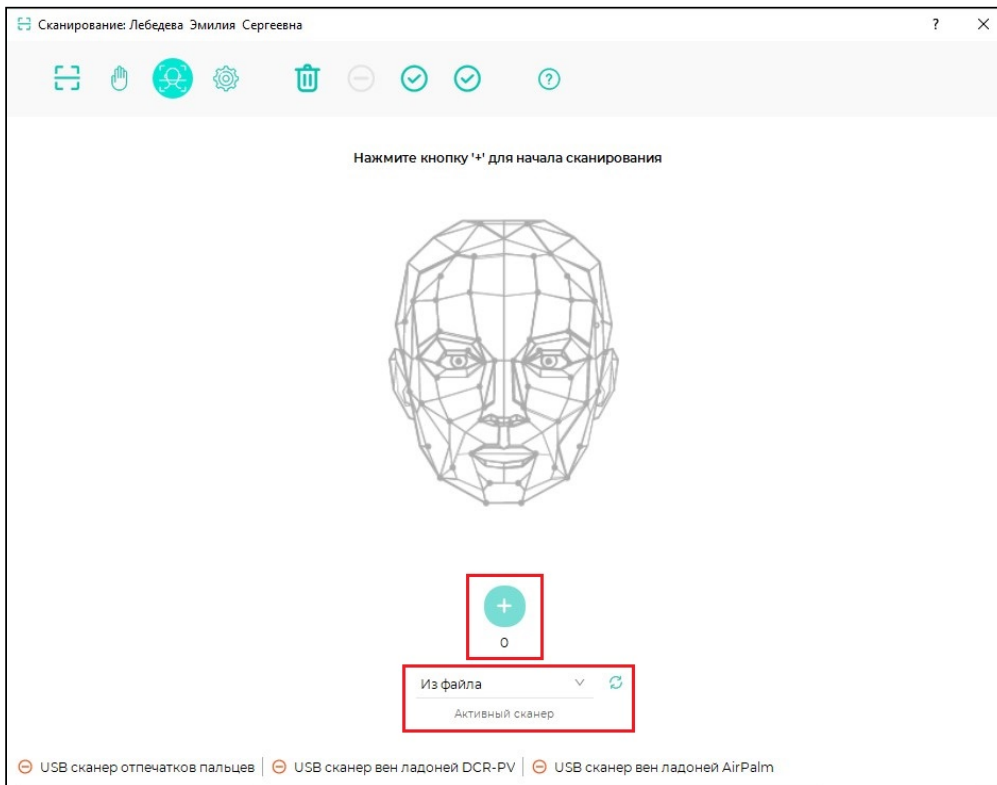 Сканирование: Лебедева Эмилия Сергеевна
Нажмите кнопку '+' для начала сканирования
0
Из файла
Активный сканер
USB сканер отпечатков пальцев USB сканер вен ладоней DCR-PV USB сканер вен ладоней AirPalm